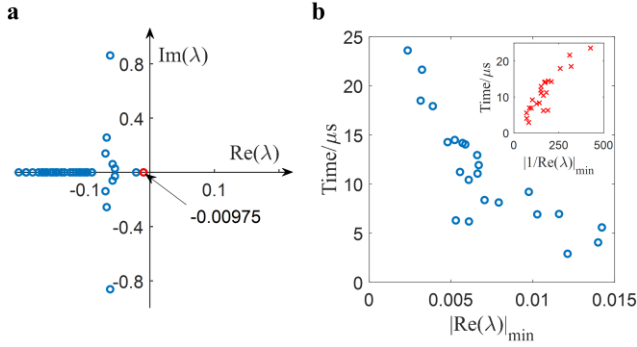 a
Im(λ)
0.8
0.4
Re(λ)
-0.1
0.1
-0.00975
-0.4
-0.8
b
25
20
15
10
5
0
Time/μs
0
0.005
0.01
0.015
|Re(λ)|min
20
10
0
Time/μs
0
250
500
|1/Re(λ)|min